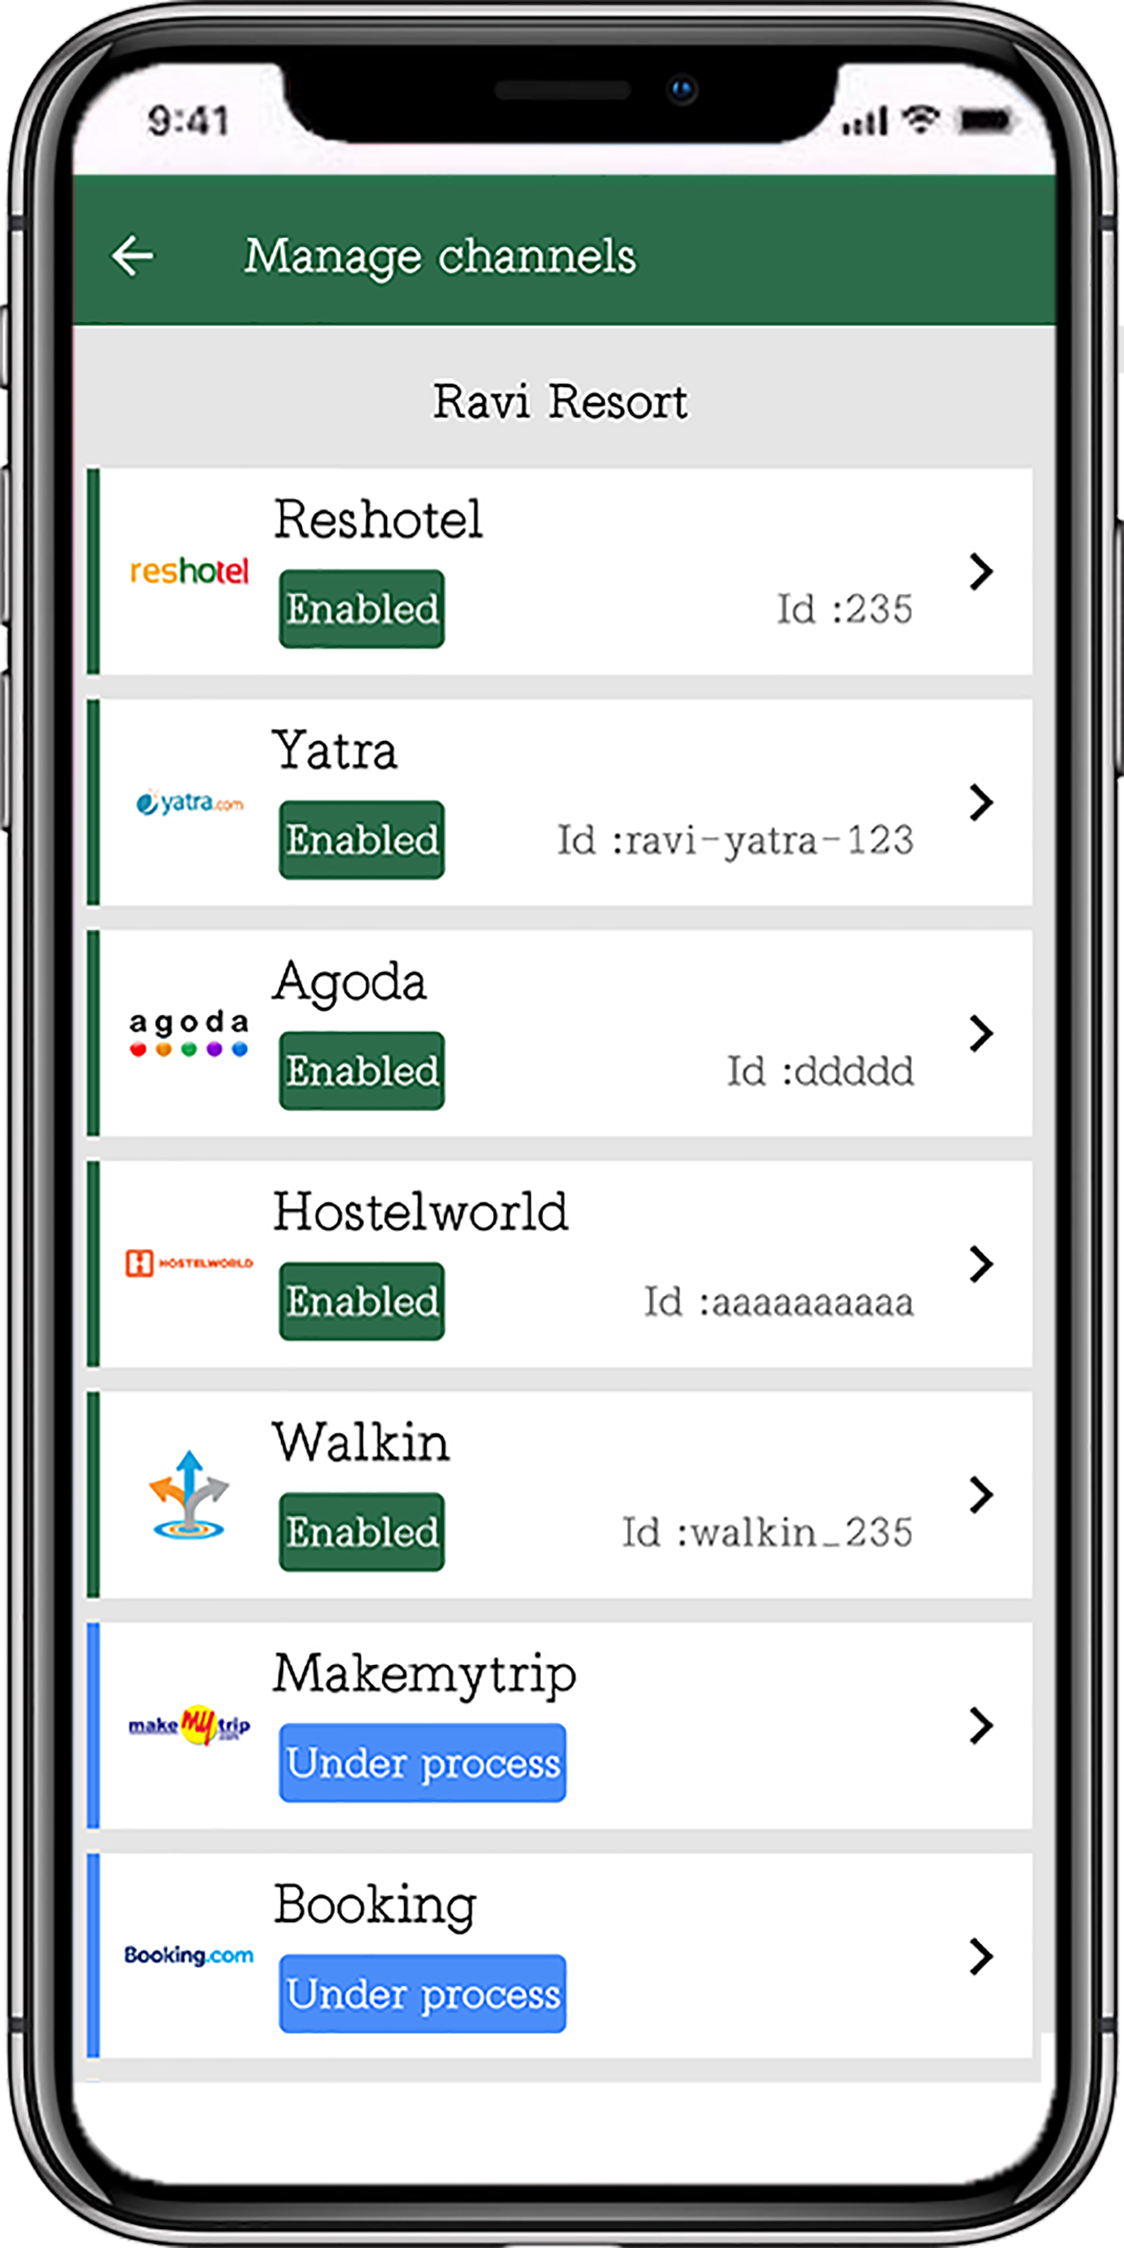 9:41
Manage channels
Ravi Resort
Reshotel
reshotel
Enabled
Id :235
Yatra
yatra.com
Enabled
Id :ravi-yatra-123
Agoda
agoda
Enabled
Id :ddddd
Hostelworld
HOSTELWORLD
Enabled
Id :aaaaaaaaaa
Walkin
Enabled
Id :walkin_235
Makemytrip
make my trip
Under process
Booking
Booking.com
Under process